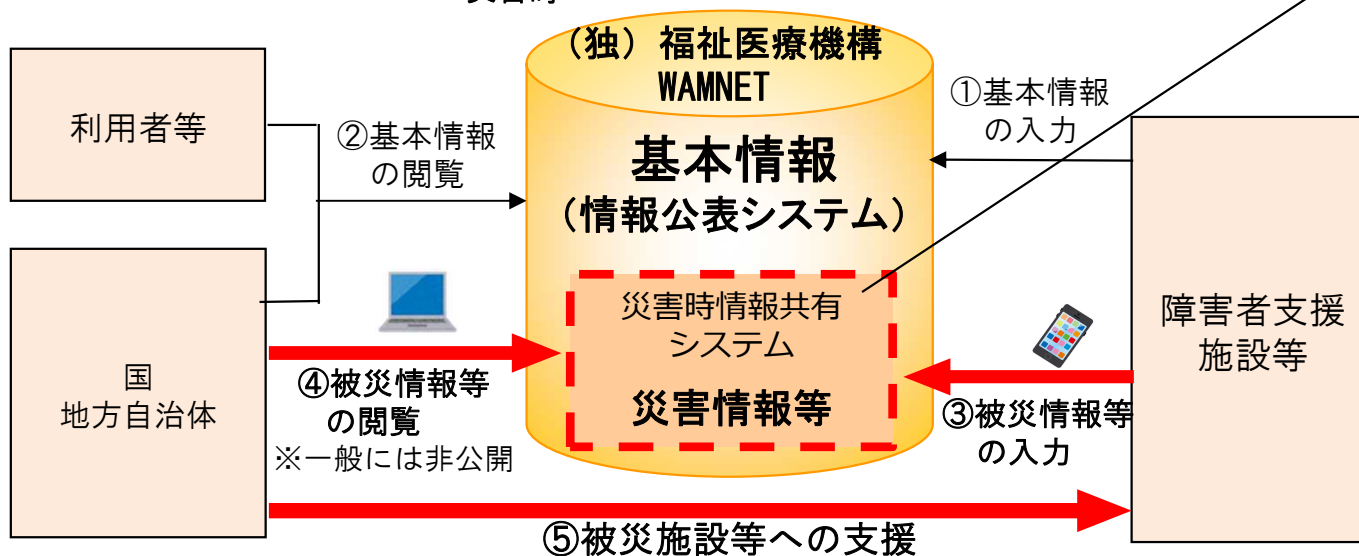 （独）福祉医療機構
WAMNET
基本情報
（情報公表システム）
災害時情報共有
システム
災害情報等
利用者等
国
地方自治体
②基本情報
の閲覧
①基本情報
の入力
障害者支援
施設等
④被災情報等
の閲覧
※一般には非公開
③被災情報等
の入力
⑤被災施設等への支援